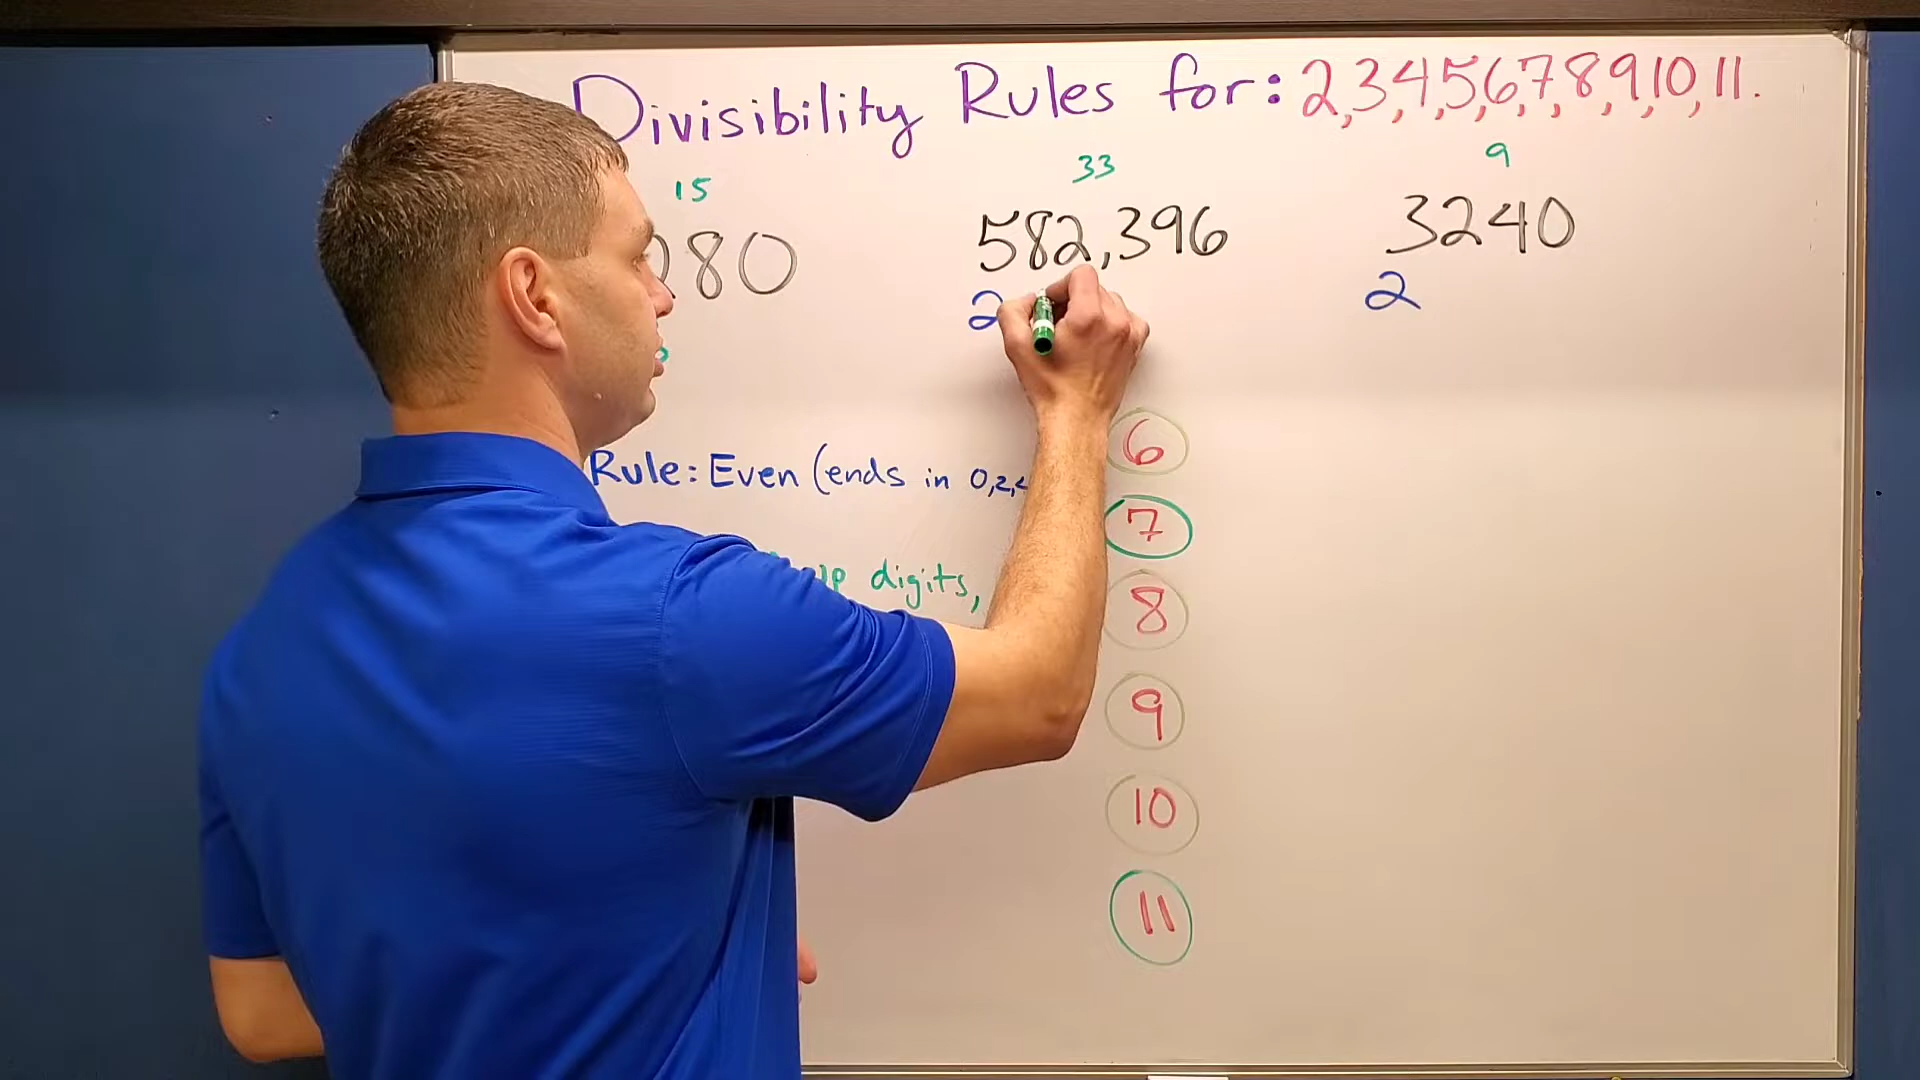 Divisibility Rules for: 2,3,4,5,6,7,8,9,10,11.
15 33 9
80 582,396 3240
2 2
6
Rule: Even (ends in 0,2,
7
digits,
8
9
10
11